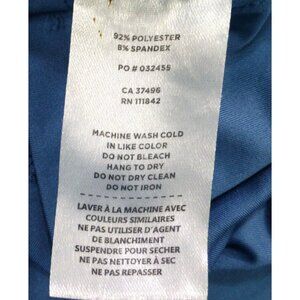 92% POLYESTER
8% SPANDEX
PO # 032455
CA 37496
RN 111842
MACHINE WASH COLD
IN LIKE COLOR
DO NOT BLEACH
HANG TO DRY
DO NOT DRY CLEAN
DO NOT IRON
LAVER À LA MACHINE AVEC
COULEURS SIMILAIRES
NE PAS UTILISER D'AGENT
DE BLANCHIMENT
SUSPENDRE POUR SECHER
NE PAS NETTOYER À SEC
NE PAS REPASSER